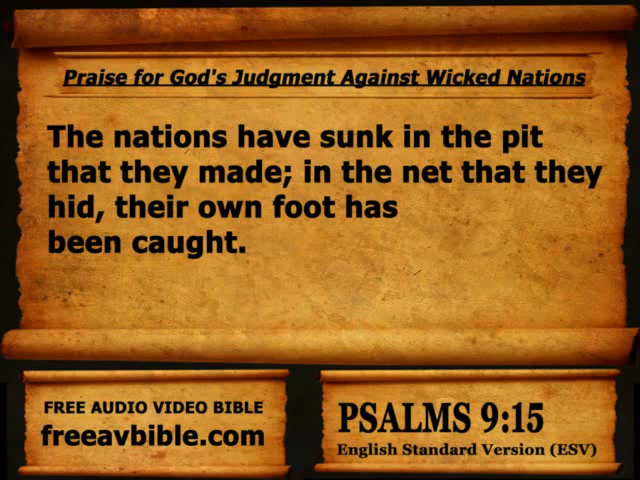 Praise for God's Judgment Against Wicked Nations
The nations have sunk in the pit
that they made; in the net that they
hid, their own foot has
been caught.
FREE AUDIO VIDEO BIBLE
freeavbible.com
PSALMS 9:15
English Standard Version (ESV)